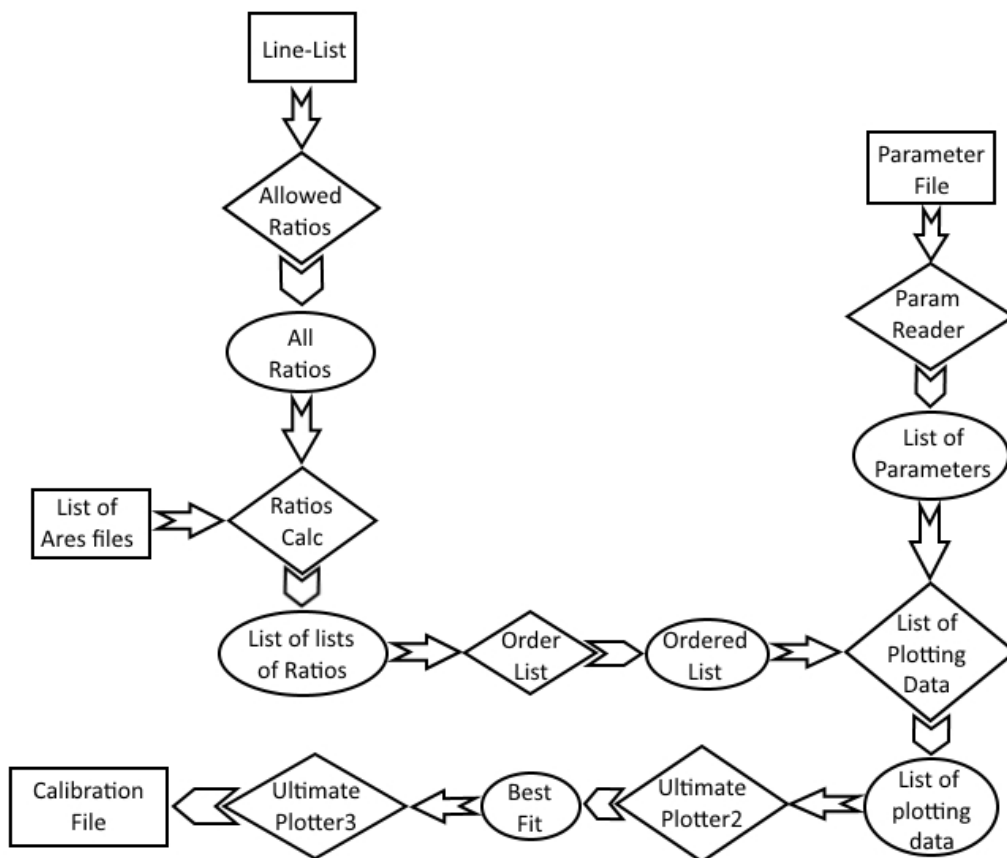 Line-List
Allowed
Ratios
All
Ratios
List of
Ares files
Ratios
Calc
List of lists
of Ratios
Order
List
Ordered
List
Parameter
File
Param
Reader
List of
Parameters
List of
Plotting
Data
List of
plotting
data
Ultimate
Plotter2
Best
Fit
Ultimate
Plotter3
Calibration
File